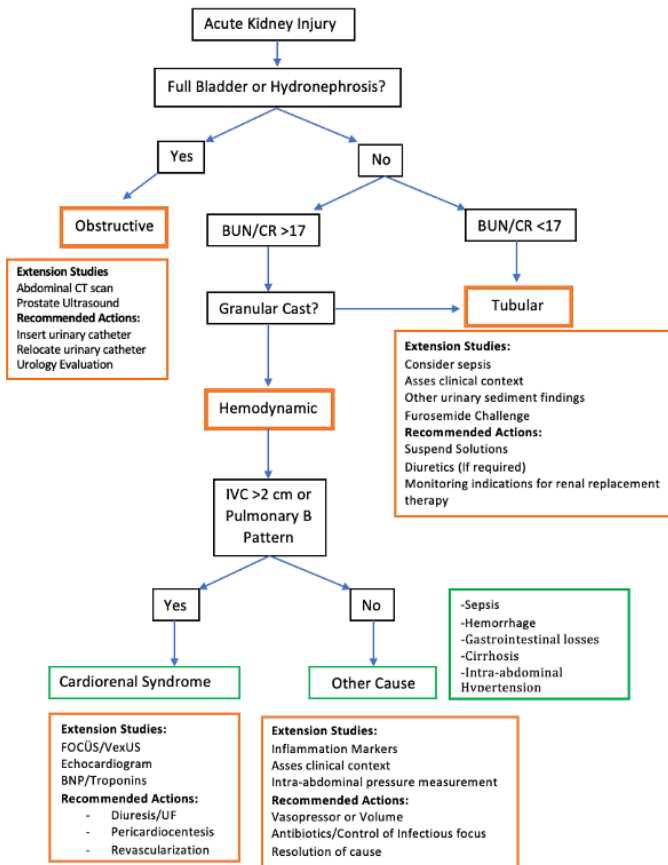 Acute Kidney Injury
Full Bladder or Hydronephrosis?
Yes
No
Obstructive
BUN/CR >17
BUN/CR <17
Extension Studies
Abdominal CT scan
Prostate Ultrasound
Recommended Actions:
Insert urinary catheter
Relocate urinary catheter
Urology Evaluation
Granular Cast?
Tubular
Extension Studies:
Consider sepsis
Asses clinical context
Other urinary sediment findings
Furosemide Challenge
Recommended Actions:
Suspend Solutions
Diuretics (If required)
Monitoring indications for renal replacement
therapy
Hemodynamic
IVC >2 cm or
Pulmonary B
Pattern
Yes
No
-Sepsis
-Hemorrhage
-Gastrointestinal losses
-Cirrhosis
-Intra-abdominal
Hypertension
Cardiorenal Syndrome
Other Cause
Extension Studies:
FOCÜS/VexUS
Echocardiogram
BNP/Troponins
Recommended Actions:
- Diuresis/UF
- Pericardiocentesis
- Revascularization
Extension Studies:
Inflammation Markers
Asses clinical context
Intra-abdominal pressure measurement
Recommended Actions:
Vasopressor or Volume
Antibiotics/Control of Infectious focus
Resolution of cause